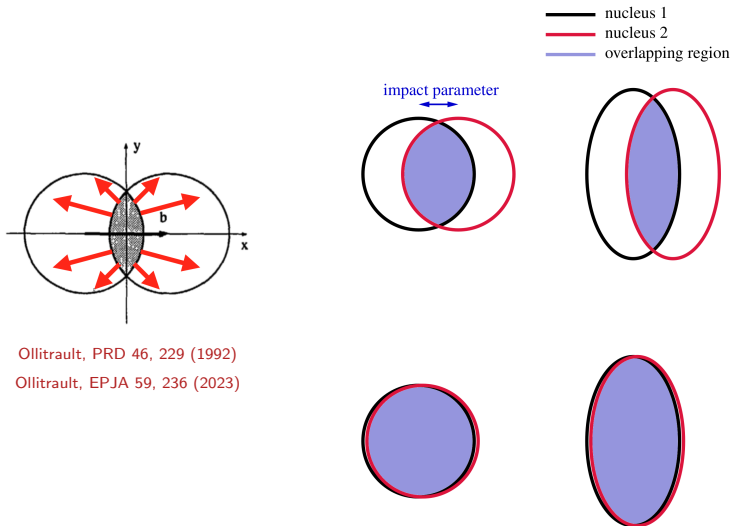 nucleus 1
nucleus 2
overlapping region
impact parameter
y
b
x
Ollitrault, PRD 46, 229 (1992)
Ollitrault, EPJA 59, 236 (2023)